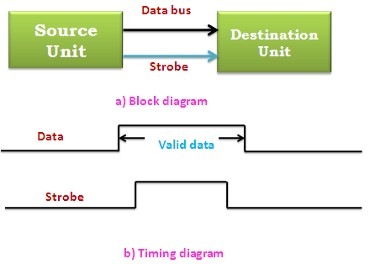 Data bus
Source
Unit
Destination
Unit
Strobe
a) Block diagram
Data
Valid data
Strobe
b) Timing diagram